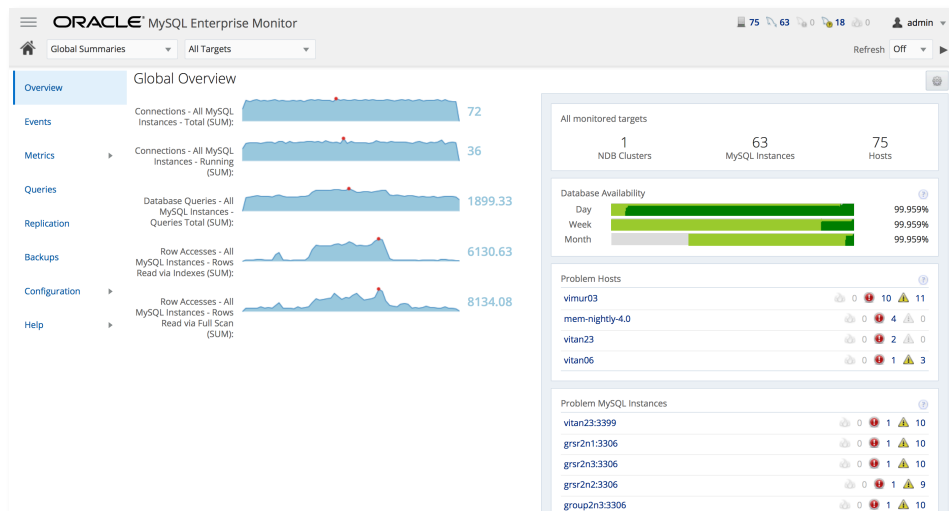 ORACLE® MySQL Enterprise Monitor
75 63 0 18 0 admin
Global Summaries All Targets Refresh Off
Overview
Events
Metrics
Queries
Replication
Backups
Configuration
Help
Global Overview
Connections - All MySQL
Instances - Total (SUM):
72
Connections - All MySQL
Instances - Running
(SUM):
36
Database Queries - All
MySQL Instances -
Queries Total (SUM):
1899.33
Row Accesses - All
MySQL Instances - Rows
Read via Indexes (SUM):
6130.63
Row Accesses - All
MySQL Instances - Rows
Read via Full Scan
(SUM):
8134.08
All monitored targets
1 63 75
NDB Clusters MySQL Instances Hosts
Database Availability ?
Day 99.959%
Week 99.959%
Month 99.959%
Problem Hosts ?
vimur03 0 10 11
mem-nightly-4.0 0 4 0
vitan23 0 2 0
vitan06 0 1 3
Problem MySQL Instances ?
vitan23:3399 0 1 10
grsr2n1:3306 0 1 10
grsr2n3:3306 0 1 10
grsr2n2:3306 0 1 9
group2n3:3306 0 1 10